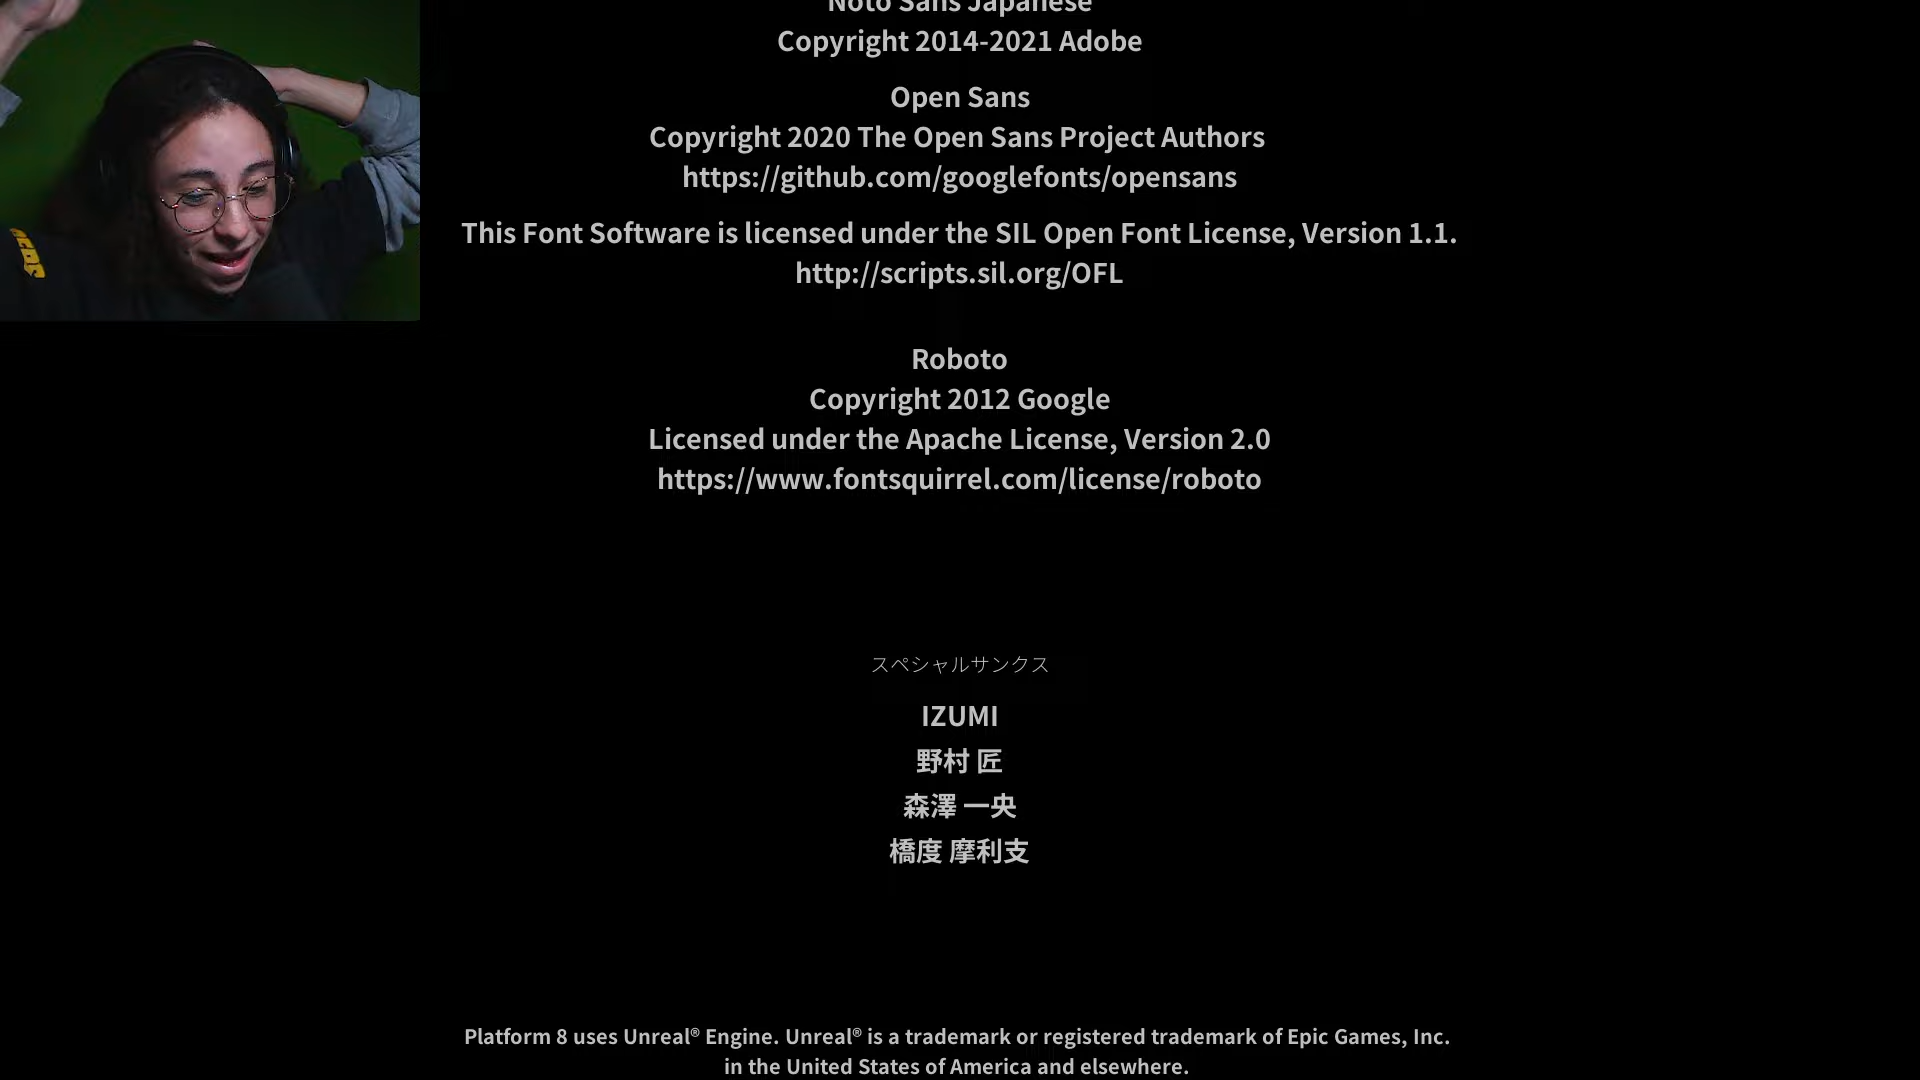 Noto Sans Japanese
Copyright 2014-2021 Adobe
Open Sans
Copyright 2020 The Open Sans Project Authors
https://github.com/googlefonts/opensans
This Font Software is licensed under the SIL Open Font License, Version 1.1.
http://scripts.sil.org/OFL
Roboto
Copyright 2012 Google
Licensed under the Apache License, Version 2.0
https://www.fontsquirrel.com/license/roboto
スペシャルサンクス
IZUMI
野村 匠
森澤 一央
橋度 摩利支
Platform 8 uses Unreal® Engine. Unreal® is a trademark or registered trademark of Epic Games, Inc.
in the United States of America and elsewhere.